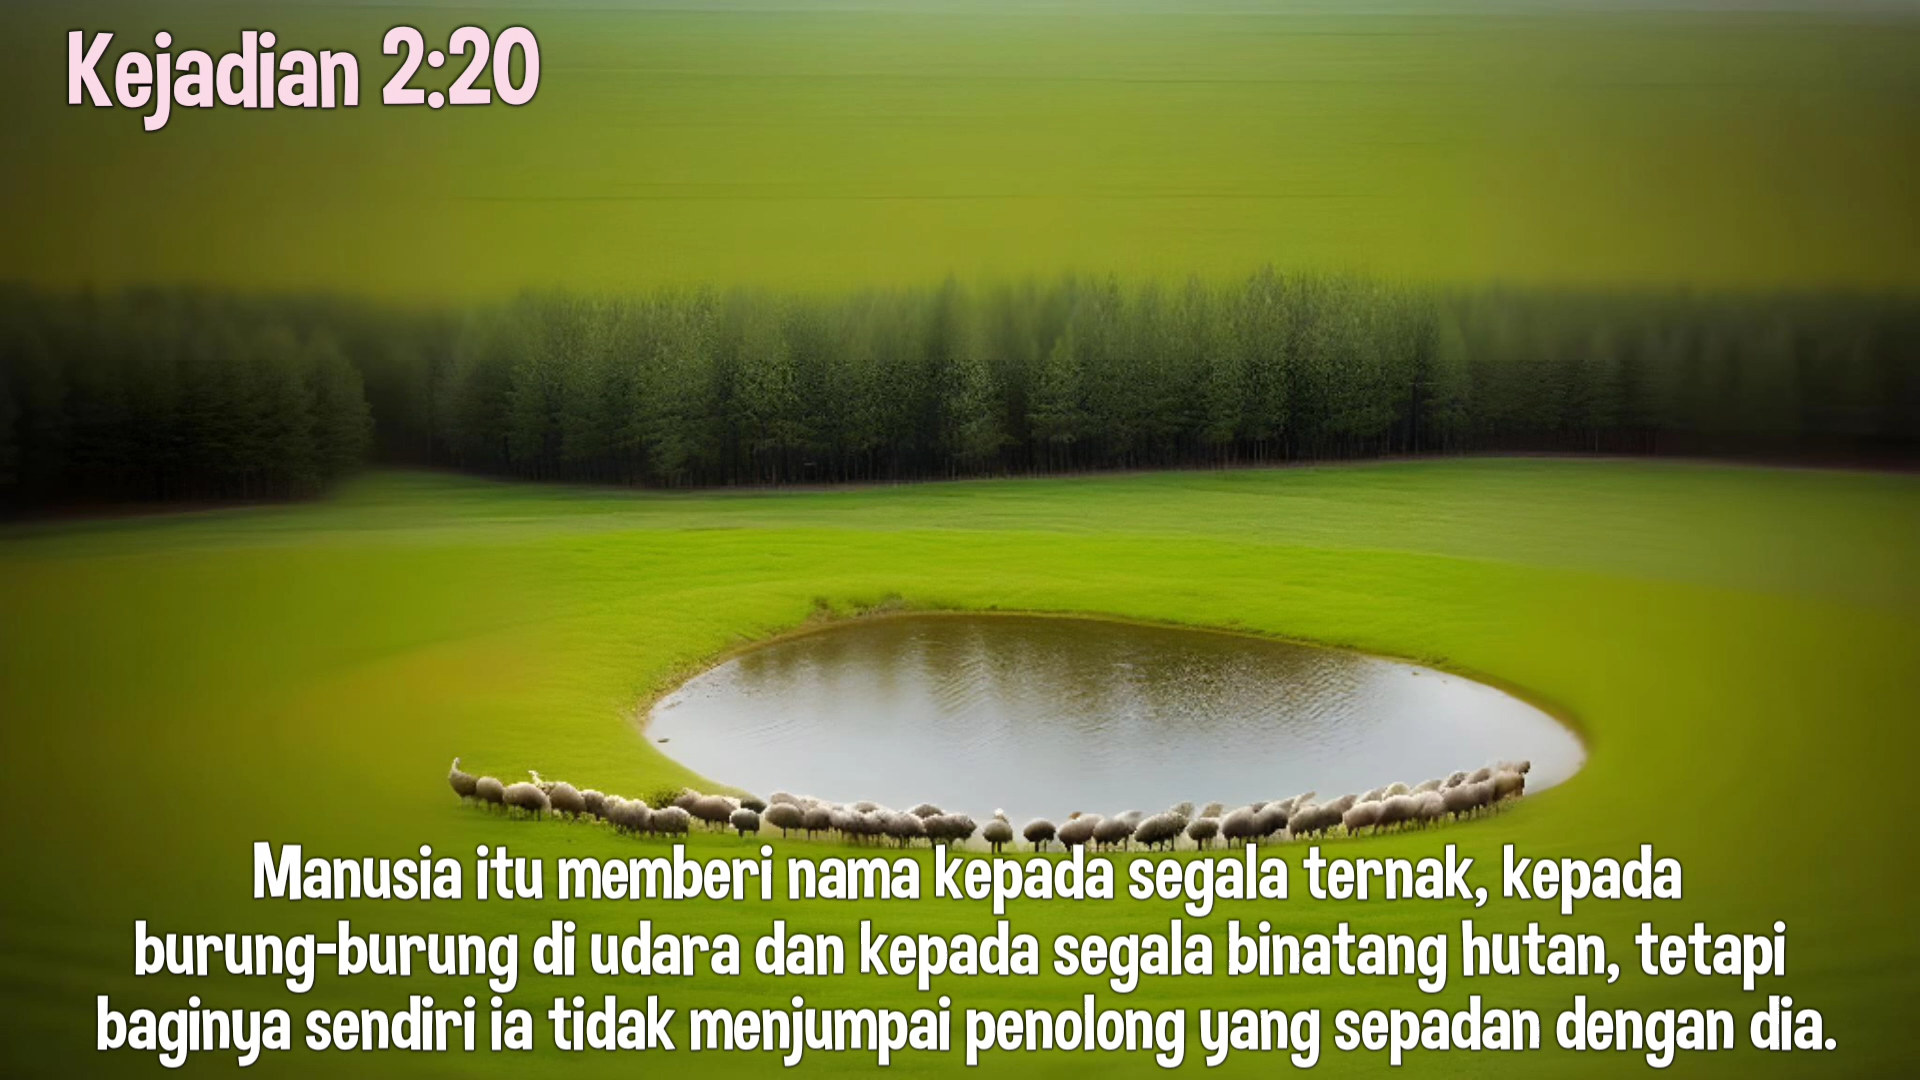 Kejadian 2:20
Manusia itu memberi nama kepada segala ternak, kepada
burung-burung di udara dan kepada segala binatang hutan, tetapi
baginya sendiri ia tidak menjumpai penolong yang sepadan dengan dia.